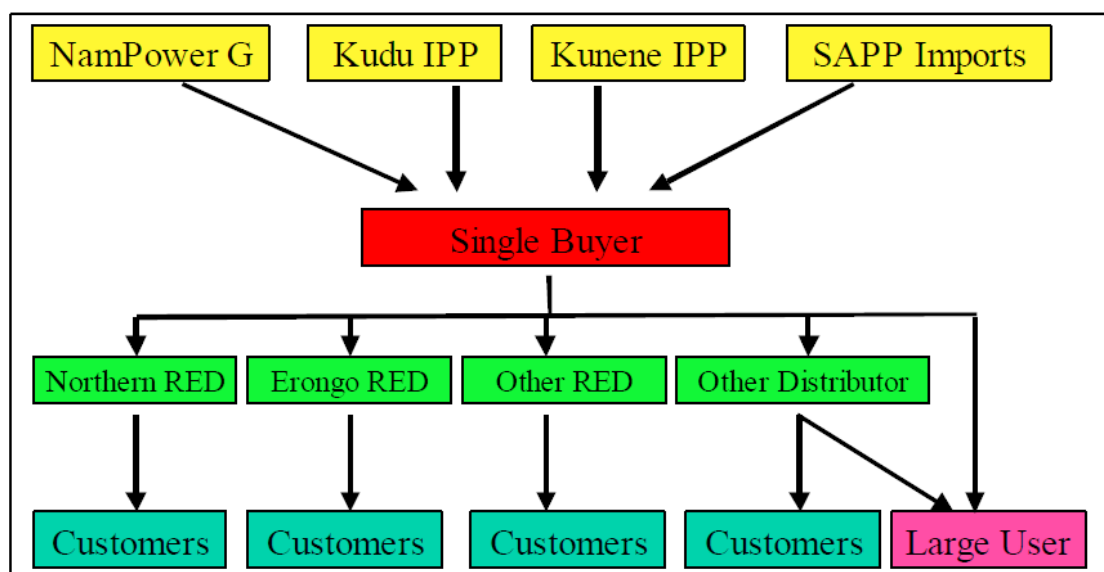 NamPower G
Kudu IPP
Kunene IPP
SAPP Imports
Single Buyer
Northern RED
Erongo RED
Other RED
Other Distributor
Customers
Customers
Customers
Customers
Large User